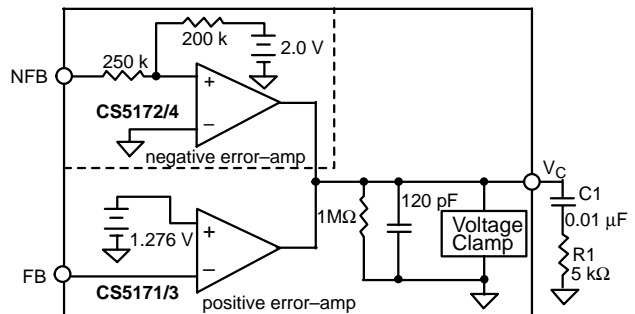 200 k
2.0 V
250 k
NFB
+
CS5172/4
−
negative error–amp
VC
C1
120 pF
0.01 µF
1MΩ
Voltage
Clamp
+
1.276 V
R1
5 kΩ
FB
−
CS5171/3
positive error–amp